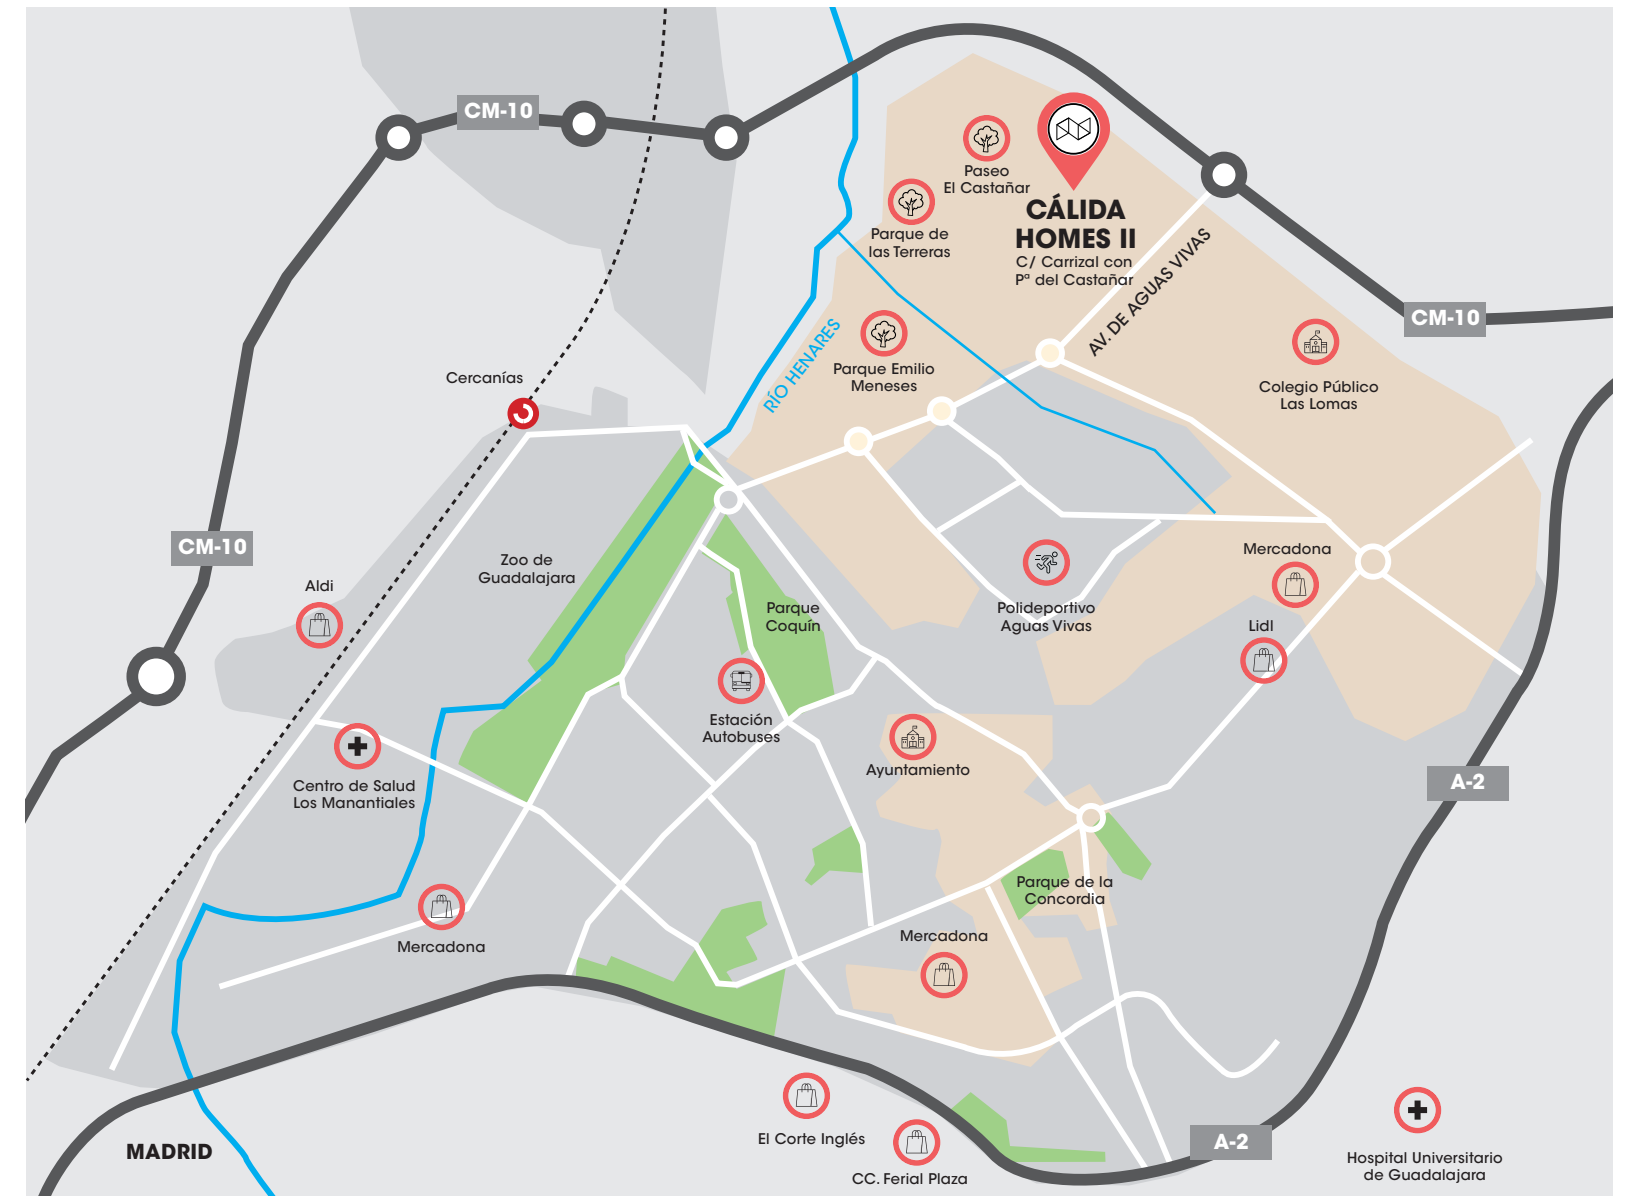 CM-10
Paseo
El Castañar
CÁLIDA
HOMES II
C/ Carrizal con
Pª del Castañar
Parque de
las Terreras
AV. DE AGUAS VIVAS
CM-10
RÍO HENARES
Parque Emilio
Meneses
Colegio Público
Las Lomas
Cercanías
CM-10
Zoo de
Guadalajara
Aldi
Parque
Coquín
Polideportivo
Aguas Vivas
Mercadona
Lidl
Estación
Autobuses
Ayuntamiento
Centro de Salud
Los Manantiales
A-2
Parque de la
Concordia
Mercadona
Mercadona
El Corte Inglés
CC. Ferial Plaza
A-2
MADRID
Hospital Universitario
de Guadalajara